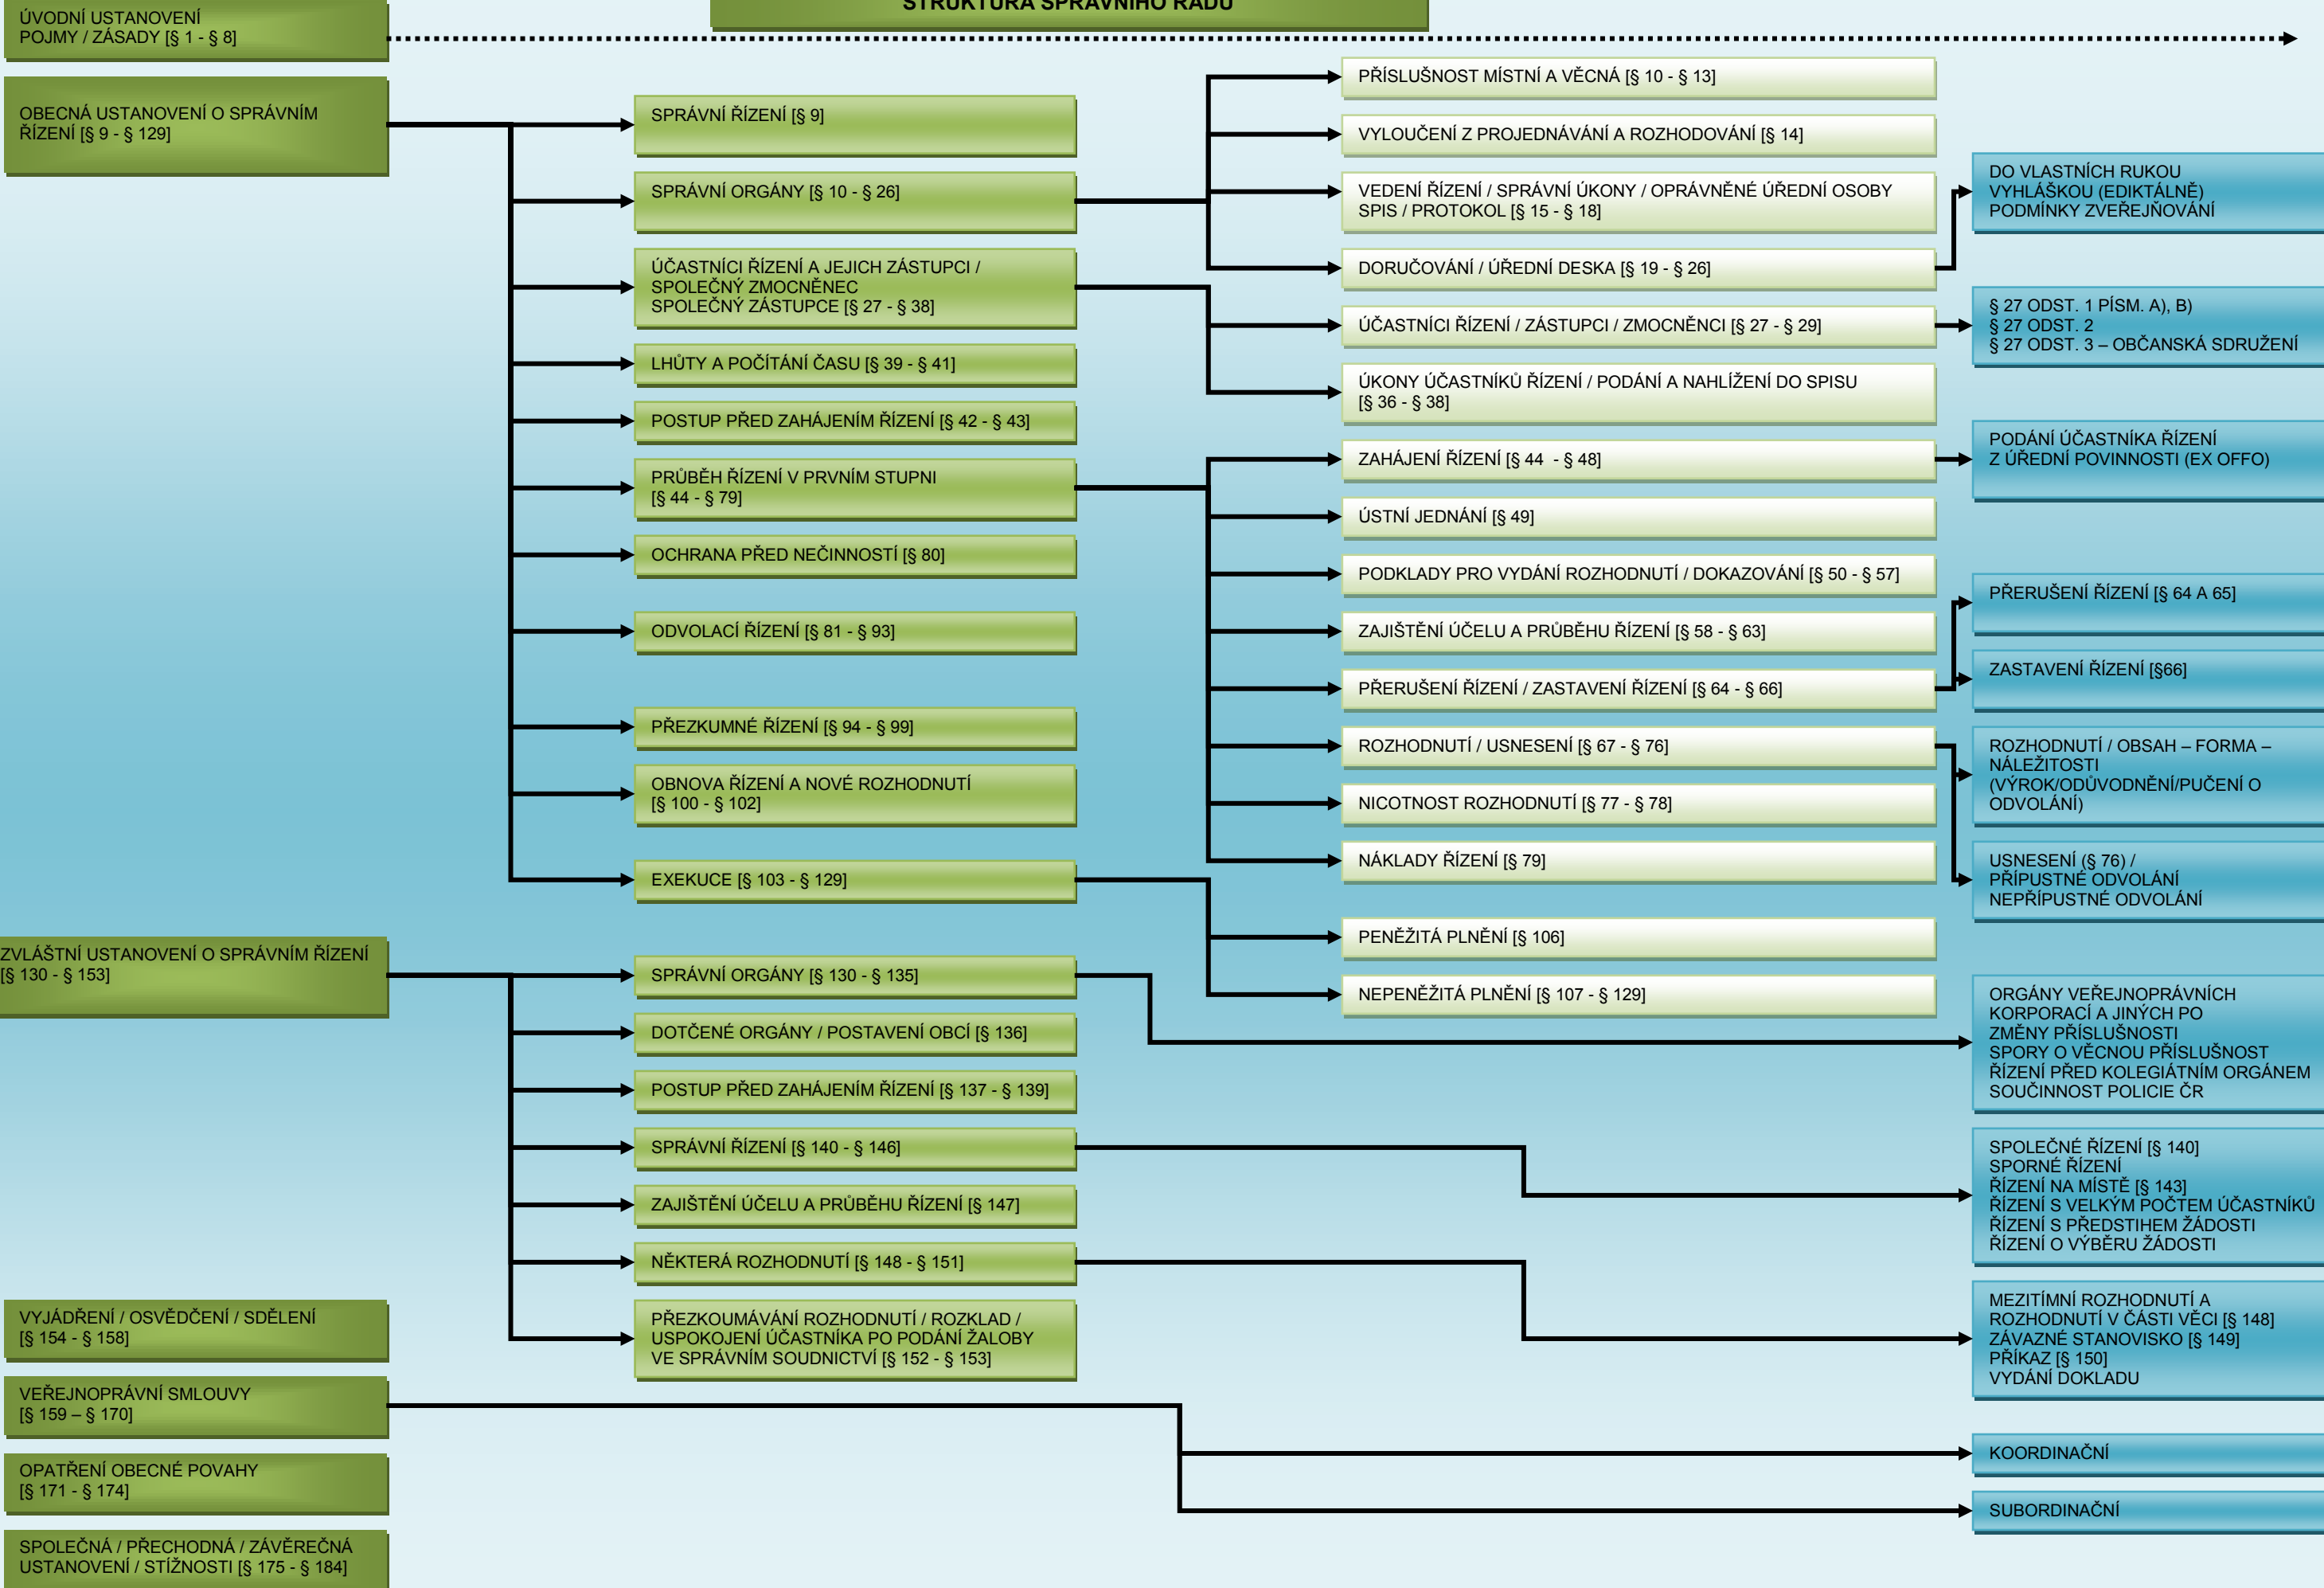 STRUKTURA SPRÁVNÍHO ŘÁDU
ÚVODNÍ USTANOVENÍ
POJMY / ZÁSADY [§ 1 - § 8]
OBECNÁ USTANOVENÍ O SPRÁVNÍM
ŘÍZENÍ [§ 9 - § 129]
SPRÁVNÍ ŘÍZENÍ [§ 9]
SPRÁVNÍ ORGÁNY [§ 10 - § 26]
ÚČASTNÍCI ŘÍZENÍ A JEJICH ZÁSTUPCI /
SPOLEČNÝ ZMOCNĚNEC
SPOLEČNÝ ZÁSTUPCE [§ 27 - § 38]
LHŮTY A POČÍTÁNÍ ČASU [§ 39 - § 41]
POSTUP PŘED ZAHÁJENÍM ŘÍZENÍ [§ 42 - § 43]
PRŮBĚH ŘÍZENÍ V PRVNÍM STUPNI
[§ 44 - § 79]
OCHRANA PŘED NEČINNOSTÍ [§ 80]
ODVOLACÍ ŘÍZENÍ [§ 81 - § 93]
PŘEZKUMNÉ ŘÍZENÍ [§ 94 - § 99]
OBNOVA ŘÍZENÍ A NOVÉ ROZHODNUTÍ
[§ 100 - § 102]
EXEKUCE [§ 103 - § 129]
PŘÍSLUŠNOST MÍSTNÍ A VĚCNÁ [§ 10 - § 13]
VYLOUČENÍ Z PROJEDNÁVÁNÍ A ROZHODOVÁNÍ [§ 14]
VEDENÍ ŘÍZENÍ / SPRÁVNÍ ÚKONY / OPRÁVNĚNÉ ÚŘEDNÍ OSOBY
SPIS / PROTOKOL [§ 15 - § 18]
DORUČOVÁNÍ / ÚŘEDNÍ DESKA [§ 19 - § 26]
ÚČASTNÍCI ŘÍZENÍ / ZÁSTUPCI / ZMOCNĚNCI [§ 27 - § 29]
ÚKONY ÚČASTNÍKŮ ŘÍZENÍ / PODÁNÍ A NAHLÍŽENÍ DO SPISU
[§ 36 - § 38]
ZAHÁJENÍ ŘÍZENÍ [§ 44  - § 48]
ÚSTNÍ JEDNÁNÍ [§ 49]
PODKLADY PRO VYDÁNÍ ROZHODNUTÍ / DOKAZOVÁNÍ [§ 50 - § 57]
ZAJIŠTĚNÍ ÚČELU A PRŮBĚHU ŘÍZENÍ [§ 58 - § 63]
PŘERUŠENÍ ŘÍZENÍ / ZASTAVENÍ ŘÍZENÍ [§ 64 - § 66]
ROZHODNUTÍ / USNESENÍ [§ 67 - § 76]
NICOTNOST ROZHODNUTÍ [§ 77 - § 78]
NÁKLADY ŘÍZENÍ [§ 79]
PENĚŽITÁ PLNĚNÍ [§ 106]
NEPENĚŽITÁ PLNĚNÍ [§ 107 - § 129]
DO VLASTNÍCH RUKOU
VYHLÁŠKOU (EDIKTÁLNĚ)
PODMÍNKY ZVEŘEJŇOVÁNÍ
§ 27 ODST. 1 PÍSM. A), B)
§ 27 ODST. 2
§ 27 ODST. 3 – OBČANSKÁ SDRUŽENÍ
PODÁNÍ ÚČASTNÍKA ŘÍZENÍ
Z ÚŘEDNÍ POVINNOSTI (EX OFFO)
PŘERUŠENÍ ŘÍZENÍ [§ 64 A 65]
ZASTAVENÍ ŘÍZENÍ [§66]
ROZHODNUTÍ / OBSAH – FORMA –
NÁLEŽITOSTI
(VÝROK/ODŮVODNĚNÍ/PUČENÍ O
ODVOLÁNÍ)
USNESENÍ (§ 76) /
PŘÍPUSTNÉ ODVOLÁNÍ
NEPŘÍPUSTNÉ ODVOLÁNÍ
ZVLÁŠTNÍ USTANOVENÍ O SPRÁVNÍM ŘÍZENÍ
[§ 130 - § 153]
SPRÁVNÍ ORGÁNY [§ 130 - § 135]
DOTČENÉ ORGÁNY / POSTAVENÍ OBCÍ [§ 136]
POSTUP PŘED ZAHÁJENÍM ŘÍZENÍ [§ 137 - § 139]
SPRÁVNÍ ŘÍZENÍ [§ 140 - § 146]
ZAJIŠTĚNÍ ÚČELU A PRŮBĚHU ŘÍZENÍ [§ 147]
NĚKTERÁ ROZHODNUTÍ [§ 148 - § 151]
PŘEZKOUMÁVÁNÍ ROZHODNUTÍ / ROZKLAD /
USPOKOJENÍ ÚČASTNÍKA PO PODÁNÍ ŽALOBY
VE SPRÁVNÍM SOUDNICTVÍ [§ 152 - § 153]
ORGÁNY VEŘEJNOPRÁVNÍCH
KORPORACÍ A JINÝCH PO
ZMĚNY PŘÍSLUŠNOSTI
SPORY O VĚCNOU PŘÍSLUŠNOST
ŘÍZENÍ PŘED KOLEGIÁTNÍM ORGÁNEM
SOUČINNOST POLICIE ČR
SPOLEČNÉ ŘÍZENÍ [§ 140]
SPORNÉ ŘÍZENÍ
ŘÍZENÍ NA MÍSTĚ [§ 143]
ŘÍZENÍ S VELKÝM POČTEM ÚČASTNÍKŮ
ŘÍZENÍ S PŘEDSTIHEM ŽÁDOSTI
ŘÍZENÍ O VÝBĚRU ŽÁDOSTI
MEZITÍMNÍ ROZHODNUTÍ A
ROZHODNUTÍ V ČÁSTI VĚCI [§ 148]
ZÁVAZNÉ STANOVISKO [§ 149]
PŘÍKAZ [§ 150]
VYDÁNÍ DOKLADU
VYJÁDŘENÍ / OSVĚDČENÍ / SDĚLENÍ
[§ 154 - § 158]
VEŘEJNOPRÁVNÍ SMLOUVY
[§ 159 – § 170]
KOORDINAČNÍ
SUBORDINAČNÍ
OPATŘENÍ OBECNÉ POVAHY
[§ 171 - § 174]
SPOLEČNÁ / PŘECHODNÁ / ZÁVĚREČNÁ
USTANOVENÍ / STÍŽNOSTI [§ 175 - § 184]